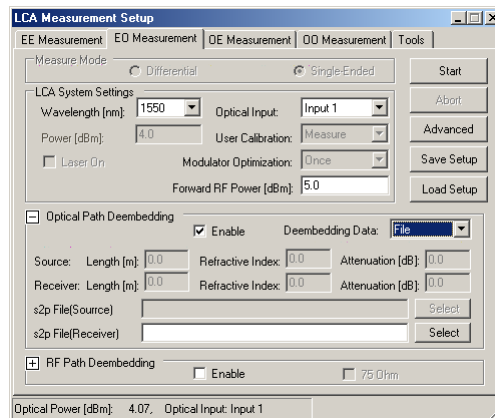 LCA Measurement Setup
EE Measurement EO Measurement OE Measurement OO Measurement Tools
Measure Mode
Differential Single-Ended
Start
LCA System Settings
Wavelength [nm]: 1550 Optical Input: Input 1
Abort
Power [dBm]: 4.0 User Calibration: Measure
Advanced
Laser On Modulator Optimization: Once
Save Setup
Forward RF Power [dBm]: 5.0
Load Setup
Optical Path Deembedding
Enable Deembedding Data: File
Source: Length [m]: 0.0 Refractive Index: 0.0 Attenuation [dB]: 0.0
Receiver: Length [m]: 0.0 Refractive Index: 0.0 Attenuation [dB]: 0.0
s2p File(Sourrce) Select
s2p File(Receiver) Select
RF Path Deembedding
Enable 75 Ohm
Optical Power [dBm]: 4.07, Optical Input: Input 1